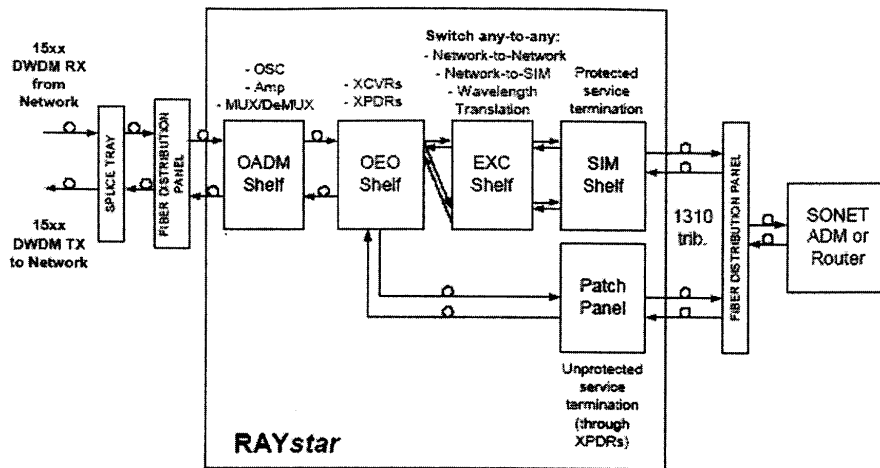 15xx
DWDM RX
from
Network
15xx
DWDM TX
to Network
SPLICE TRAY
FIBER DISTRIBUTION
PANEL
- OSC
- Amp
- MUX/DeMUX
OADM
Shelf
- XCVRs
- XPDRs
OEO
Shelf
Switch any-to-any:
- Network-to-Network
- Network-to-SIM
- Wavelength
Translation
EXC
Shelf
Protected
service
termination
SIM
Shelf
Patch
Panel
Unprotected
service
termination
(through
XPDRs)
RAYstar
1310
trib.
FIBER DISTRIBUTION PANEL
SONET
ADM or
Router